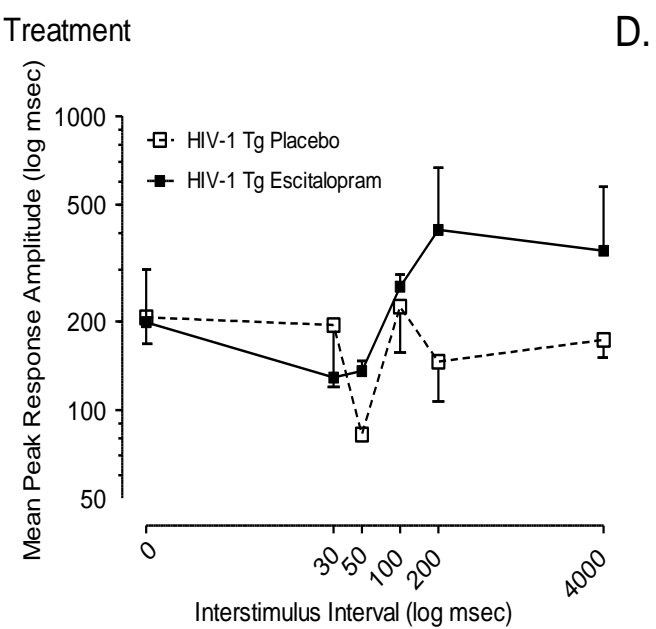 Treatment
D.
Mean Peak Response Amplitude (log msec)
1000
500
200
100
50
HIV-1 Tg Placebo
HIV-1 Tg Escitalopram
0
30
50
100
200
4000
Interstimulus Interval (log msec)